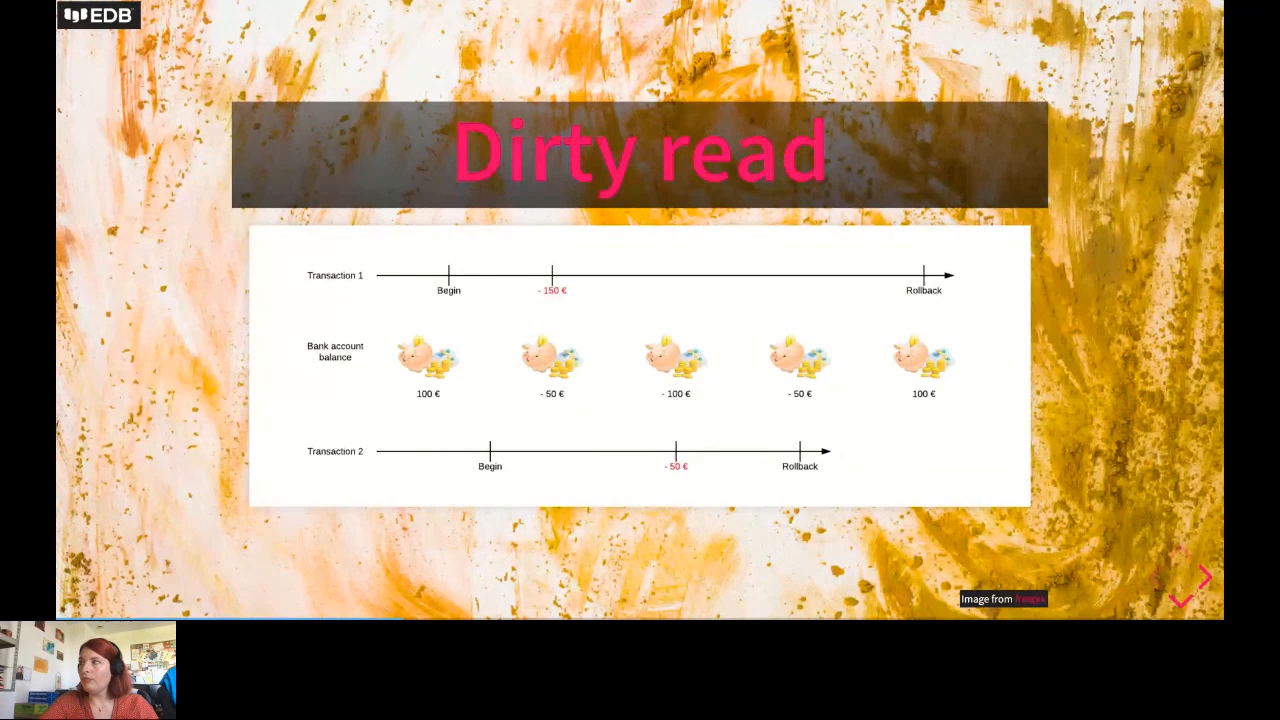 EDB
Dirty read
Transaction 1
Begin
- 150 €
Rollback
Bank account
balance
100 €
- 50 €
- 100 €
- 50 €
100 €
Transaction 2
Begin
- 50 €
Rollback
Image from freepik